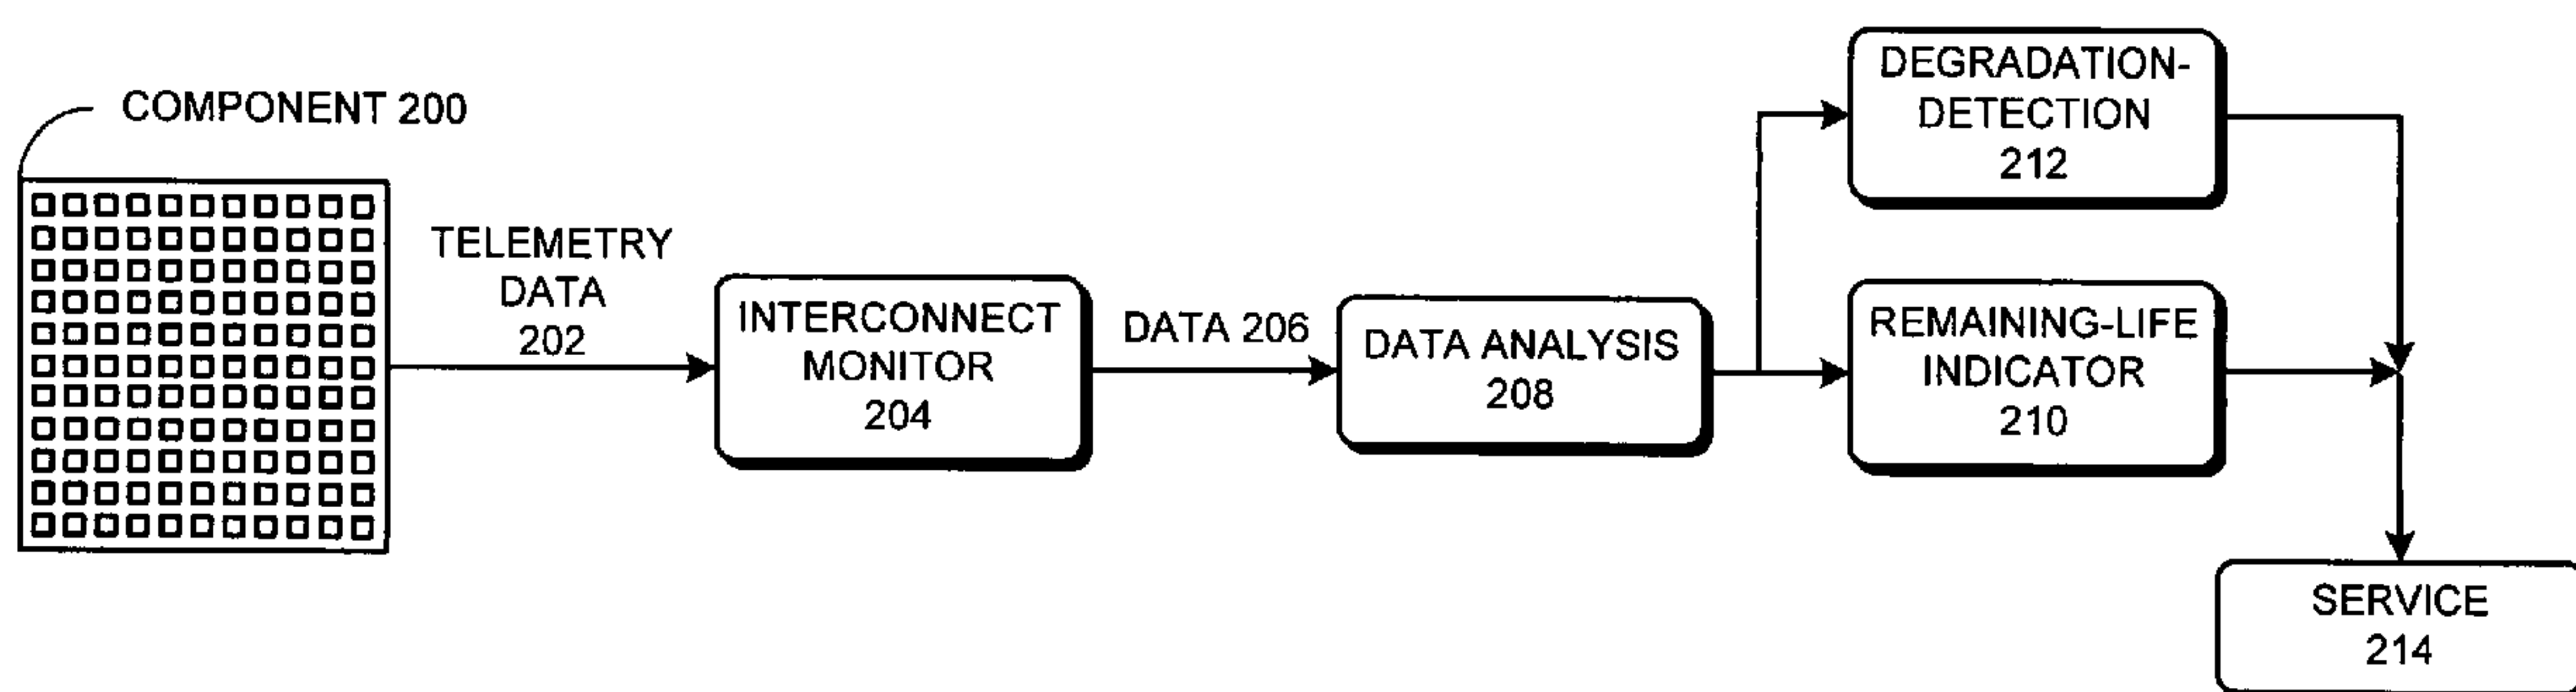 COMPONENT 200
TELEMETRY
DATA
202
INTERCONNECT
MONITOR
204
DATA 206
DATA ANALYSIS
208
DEGRADATION-
DETECTION
212
REMAINING-LIFE
INDICATOR
210
SERVICE
214